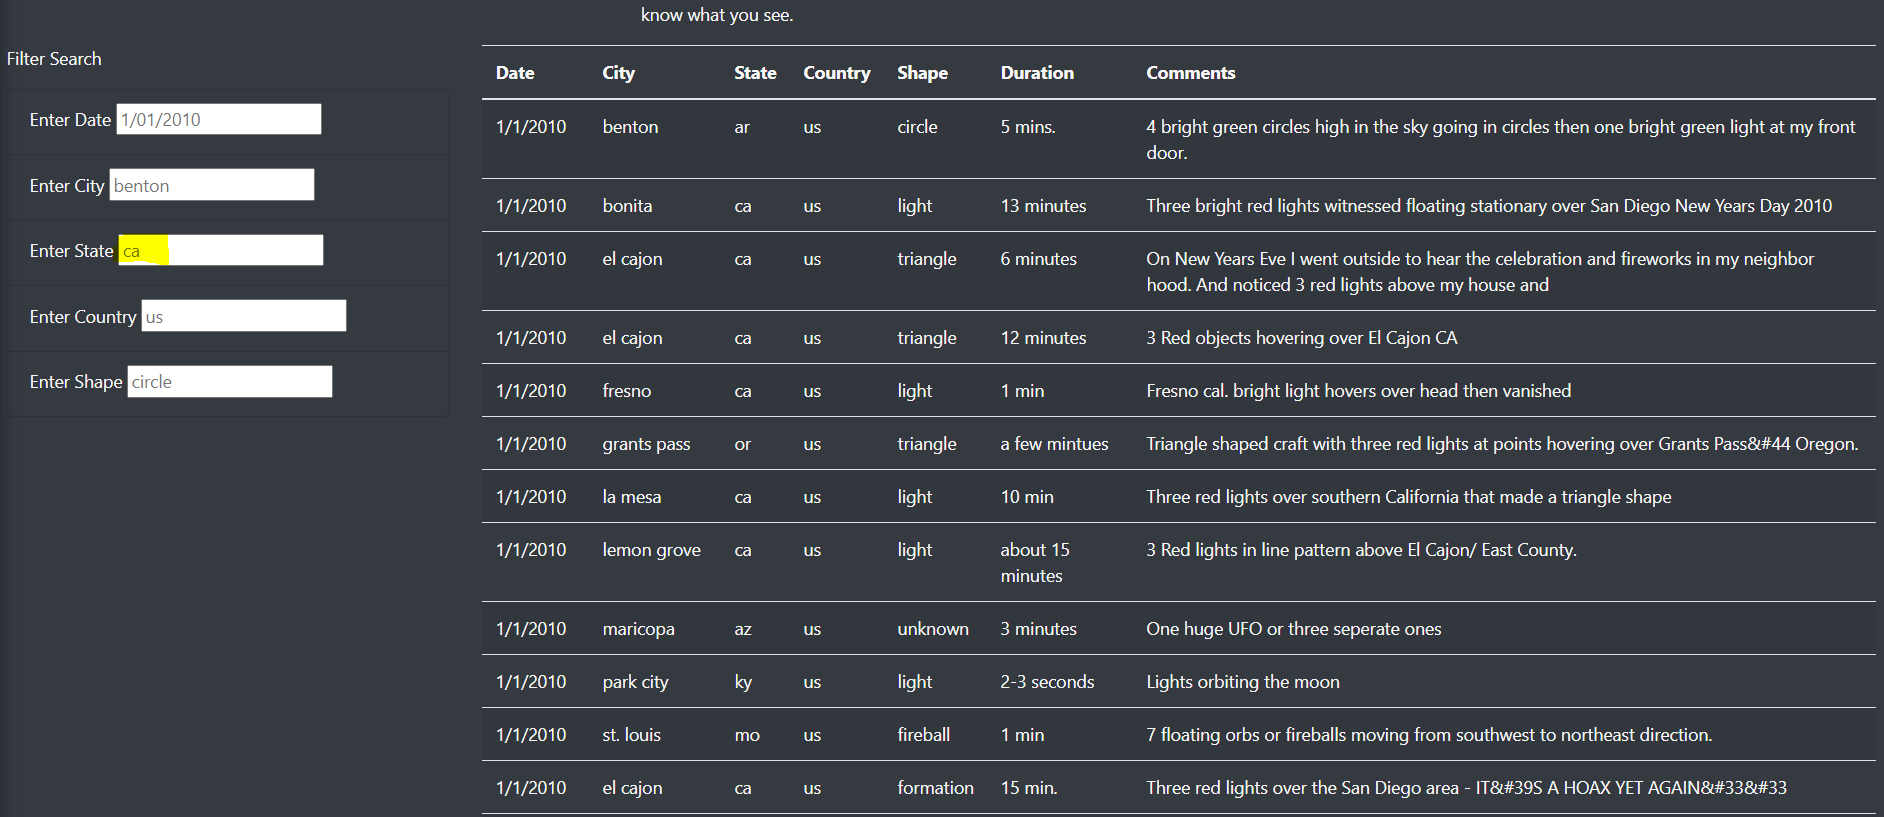 know what you see.
Filter Search
Enter Date 1/01/2010
Enter City benton
Enter State ca
Enter Country us
Enter Shape circle
Date City State Country Shape Duration Comments
1/1/2010 benton ar us circle 5 mins. 4 bright green circles high in the sky going in circles then one bright green light at my front
door.
1/1/2010 bonita ca us light 13 minutes Three bright red lights witnessed floating stationary over San Diego New Years Day 2010
1/1/2010 el cajon ca us triangle 6 minutes On New Years Eve I went outside to hear the celebration and fireworks in my neighbor
hood. And noticed 3 red lights above my house and
1/1/2010 el cajon ca us triangle 12 minutes 3 Red objects hovering over El Cajon CA
1/1/2010 fresno ca us light 1 min Fresno cal. bright light hovers over head then vanished
1/1/2010 grants pass or us triangle a few mintues Triangle shaped craft with three red lights at points hovering over Grants Pass&#44 Oregon.
1/1/2010 la mesa ca us light 10 min Three red lights over southern California that made a triangle shape
1/1/2010 lemon grove ca us light about 15 3 Red lights in line pattern above El Cajon/ East County.
minutes
1/1/2010 maricopa az us unknown 3 minutes One huge UFO or three seperate ones
1/1/2010 park city ky us light 2-3 seconds Lights orbiting the moon
1/1/2010 st. louis mo us fireball 1 min 7 floating orbs or fireballs moving from southwest to northeast direction.
1/1/2010 el cajon ca us formation 15 min. Three red lights over the San Diego area - IT&#39S A HOAX YET AGAIN&#33&#33